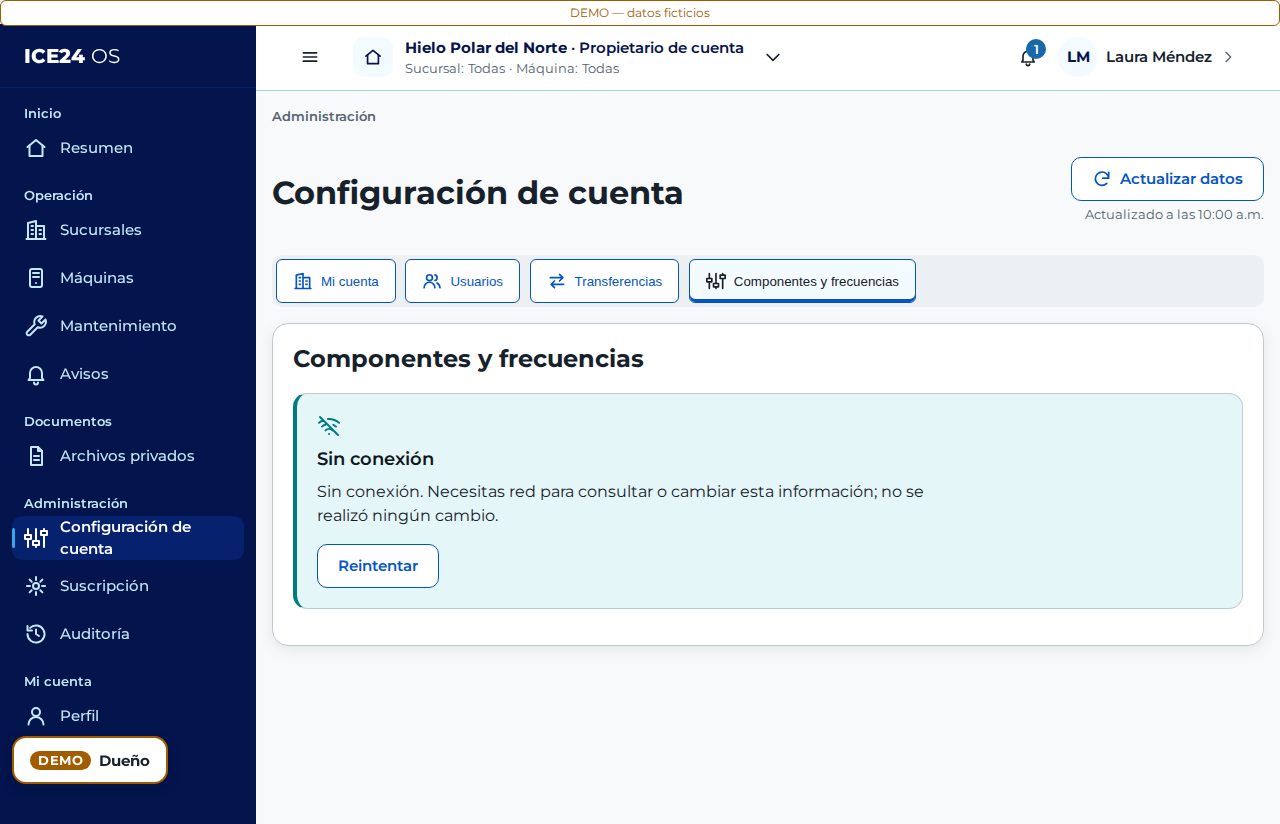 DEMO — datos ficticios
ICE24 OS
Hielo Polar del Norte · Propietario de cuenta
Sucursal: Todas · Máquina: Todas
1
LM
Laura Méndez
Inicio
Resumen
Operación
Sucursales
Máquinas
Mantenimiento
Avisos
Documentos
Archivos privados
Administración
Configuración de
cuenta
Suscripción
Auditoría
Mi cuenta
Perfil
DEMO Dueño
Administración
Configuración de cuenta
Actualizar datos
Actualizado a las 10:00 a.m.
Mi cuenta
Usuarios
Transferencias
Componentes y frecuencias
Componentes y frecuencias
Sin conexión
Sin conexión. Necesitas red para consultar o cambiar esta información; no se
realizó ningún cambio.
Reintentar